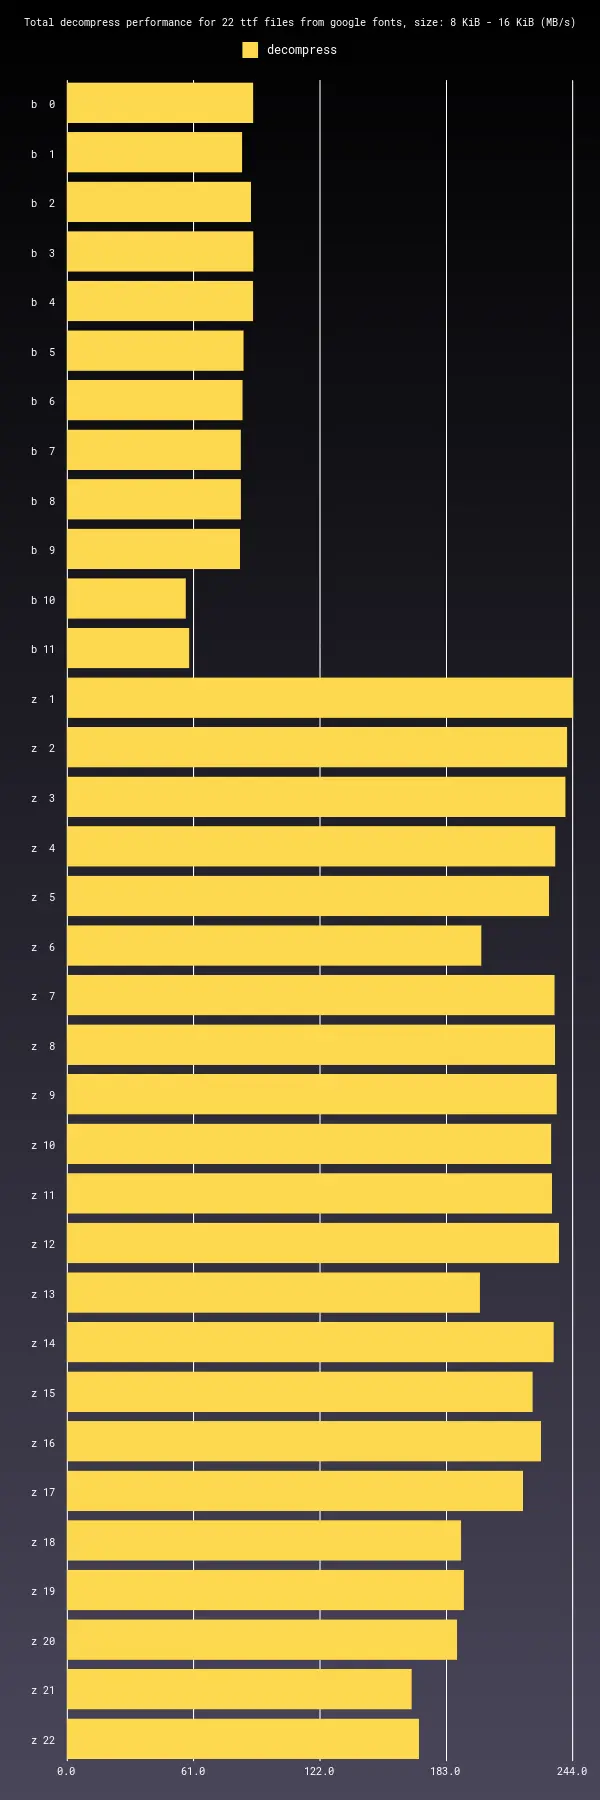 Total decompress performance for 22 ttf files from google fonts, size: 8 KiB - 16 KiB (MB/s)
decompress
b 0
b 1
b 2
b 3
b 4
b 5
b 6
b 7
b 8
b 9
b 10
b 11
z 1
z 2
z 3
z 4
z 5
z 6
z 7
z 8
z 9
z 10
z 11
z 12
z 13
z 14
z 15
z 16
z 17
z 18
z 19
z 20
z 21
z 22
0.0 61.0 122.0 183.0 244.0